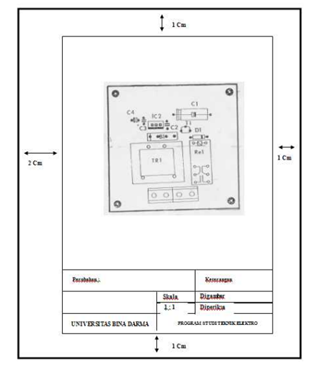 1 Cm
C1
C4
IC2
C3
C2
D1
TR1
2 Cm
1 Cm
Perubahan :
Keterangan
Skala
Digambar
1 : 1
Diperiksa
UNIVERSITAS BINA DARMA
PROGRAM STUDI TEKNIK ELEKTRO
1 Cm